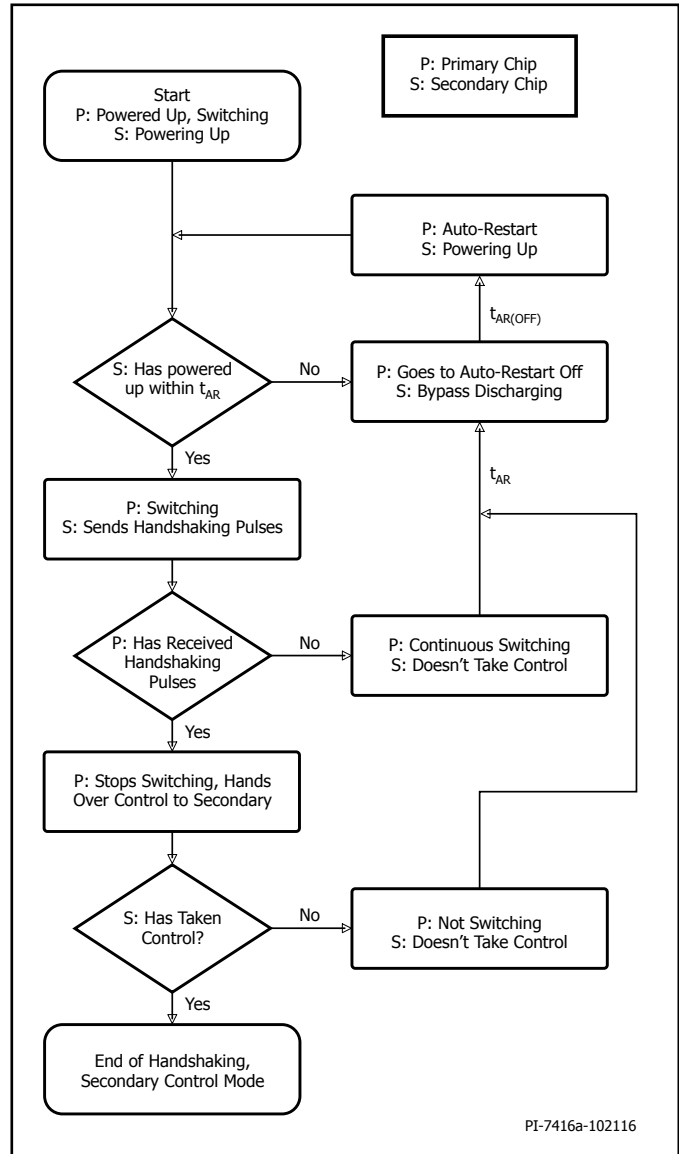 P: Primary Chip
S: Secondary Chip
Start
P: Powered Up, Switching
S: Powering Up
P: Auto-Restart
S: Powering Up
tAR(OFF)
S: Has powered
up within tAR
No
P: Goes to Auto-Restart Off
S: Bypass Discharging
Yes
tAR
P: Switching
S: Sends Handshaking Pulses
P: Has Received
Handshaking
Pulses
No
P: Continuous Switching
S: Doesn't Take Control
Yes
P: Stops Switching, Hands
Over Control to Secondary
S: Has Taken
Control?
No
P: Not Switching
S: Doesn't Take Control
Yes
End of Handshaking,
Secondary Control Mode
PI-7416a-102116